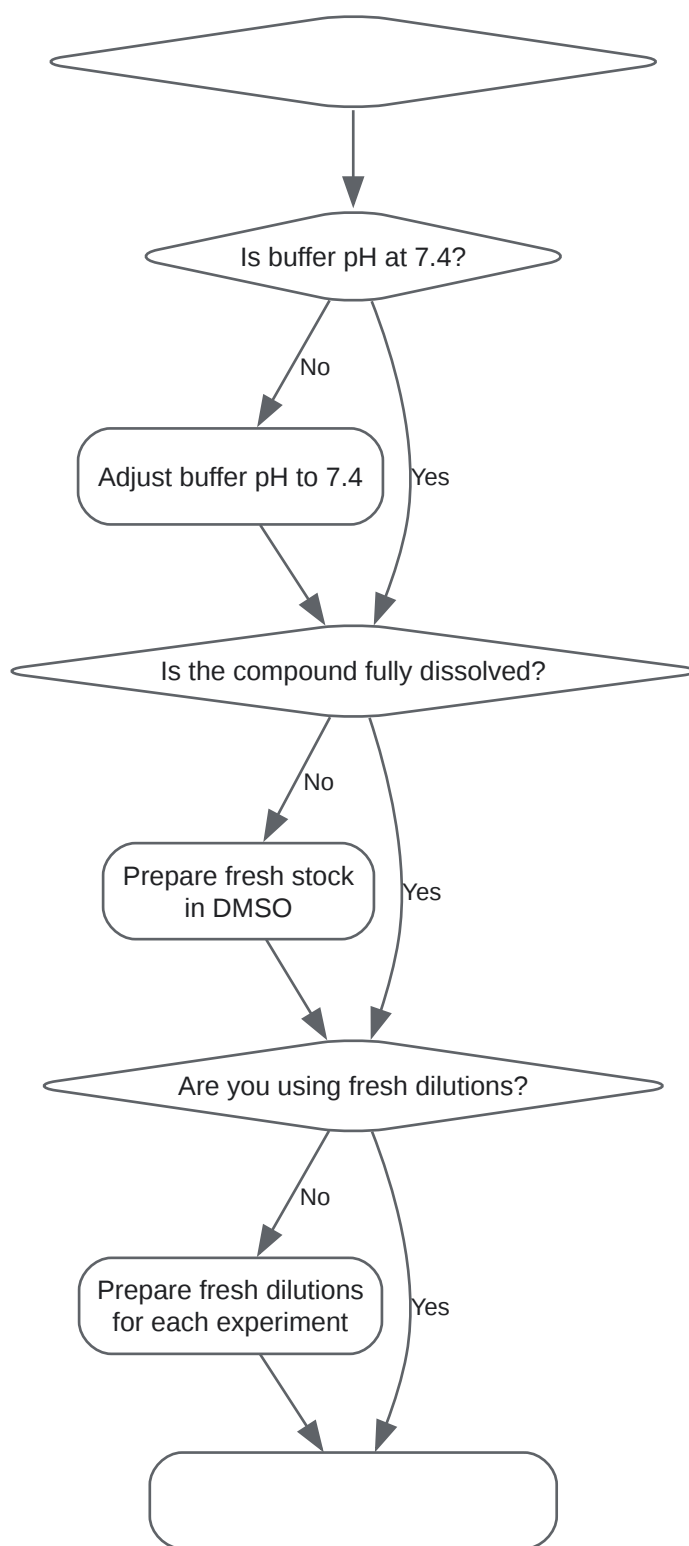 Is buffer pH at 7.4?
No
Adjust buffer pH to 7.4
Yes
Is the compound fully dissolved?
No
Prepare fresh stock
in DMSO
Yes
Are you using fresh dilutions?
No
Prepare fresh dilutions
for each experiment
Yes